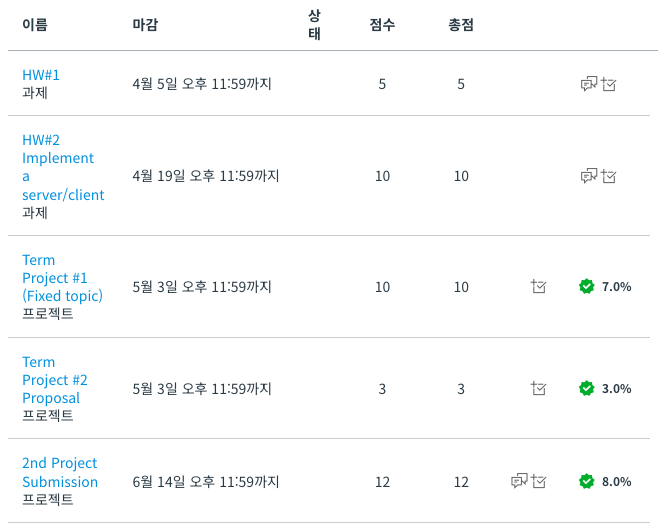 이름 마감 상태 점수 총점
HW#1
과제
4월 5일 오후 11:59까지 5 5
HW#2
Implement
a
server/client
과제
4월 19일 오후 11:59까지 10 10
Term
Project #1
(Fixed topic)
프로젝트
5월 3일 오후 11:59까지 10 10 7.0%
Term
Project #2
Proposal
프로젝트
5월 3일 오후 11:59까지 3 3 3.0%
2nd Project
Submission
프로젝트
6월 14일 오후 11:59까지 12 12 8.0%